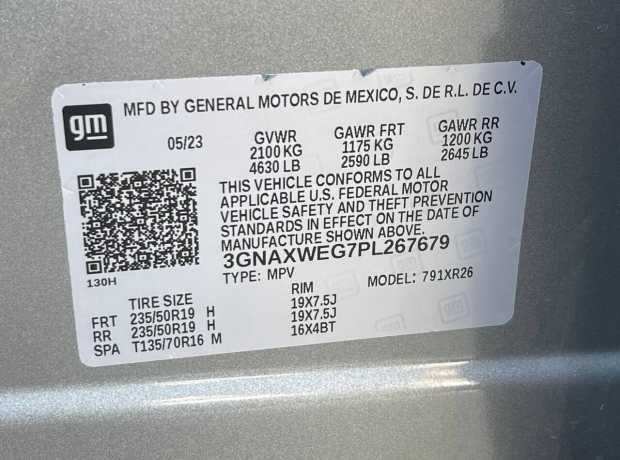 gm
MFD BY GENERAL MOTORS DE MEXICO, S. DE R.L. DE C.V.
05/23 GVWR GAWR FRT GAWR RR
2100 KG 1175 KG 1200 KG
4630 LB 2590 LB 2645 LB
THIS VEHICLE CONFORMS TO ALL
APPLICABLE U.S. FEDERAL MOTOR
VEHICLE SAFETY AND THEFT PREVENTION
STANDARDS IN EFFECT ON THE DATE OF
MANUFACTURE SHOWN ABOVE.
3GNAXWEG7PL267679
130H
TYPE: MPV MODEL: 791XR26
TIRE SIZE RIM
FRT 235/50R19 H 19X7.5J
RR 235/50R19 H 19X7.5J
SPA T135/70R16 M 16X4BT